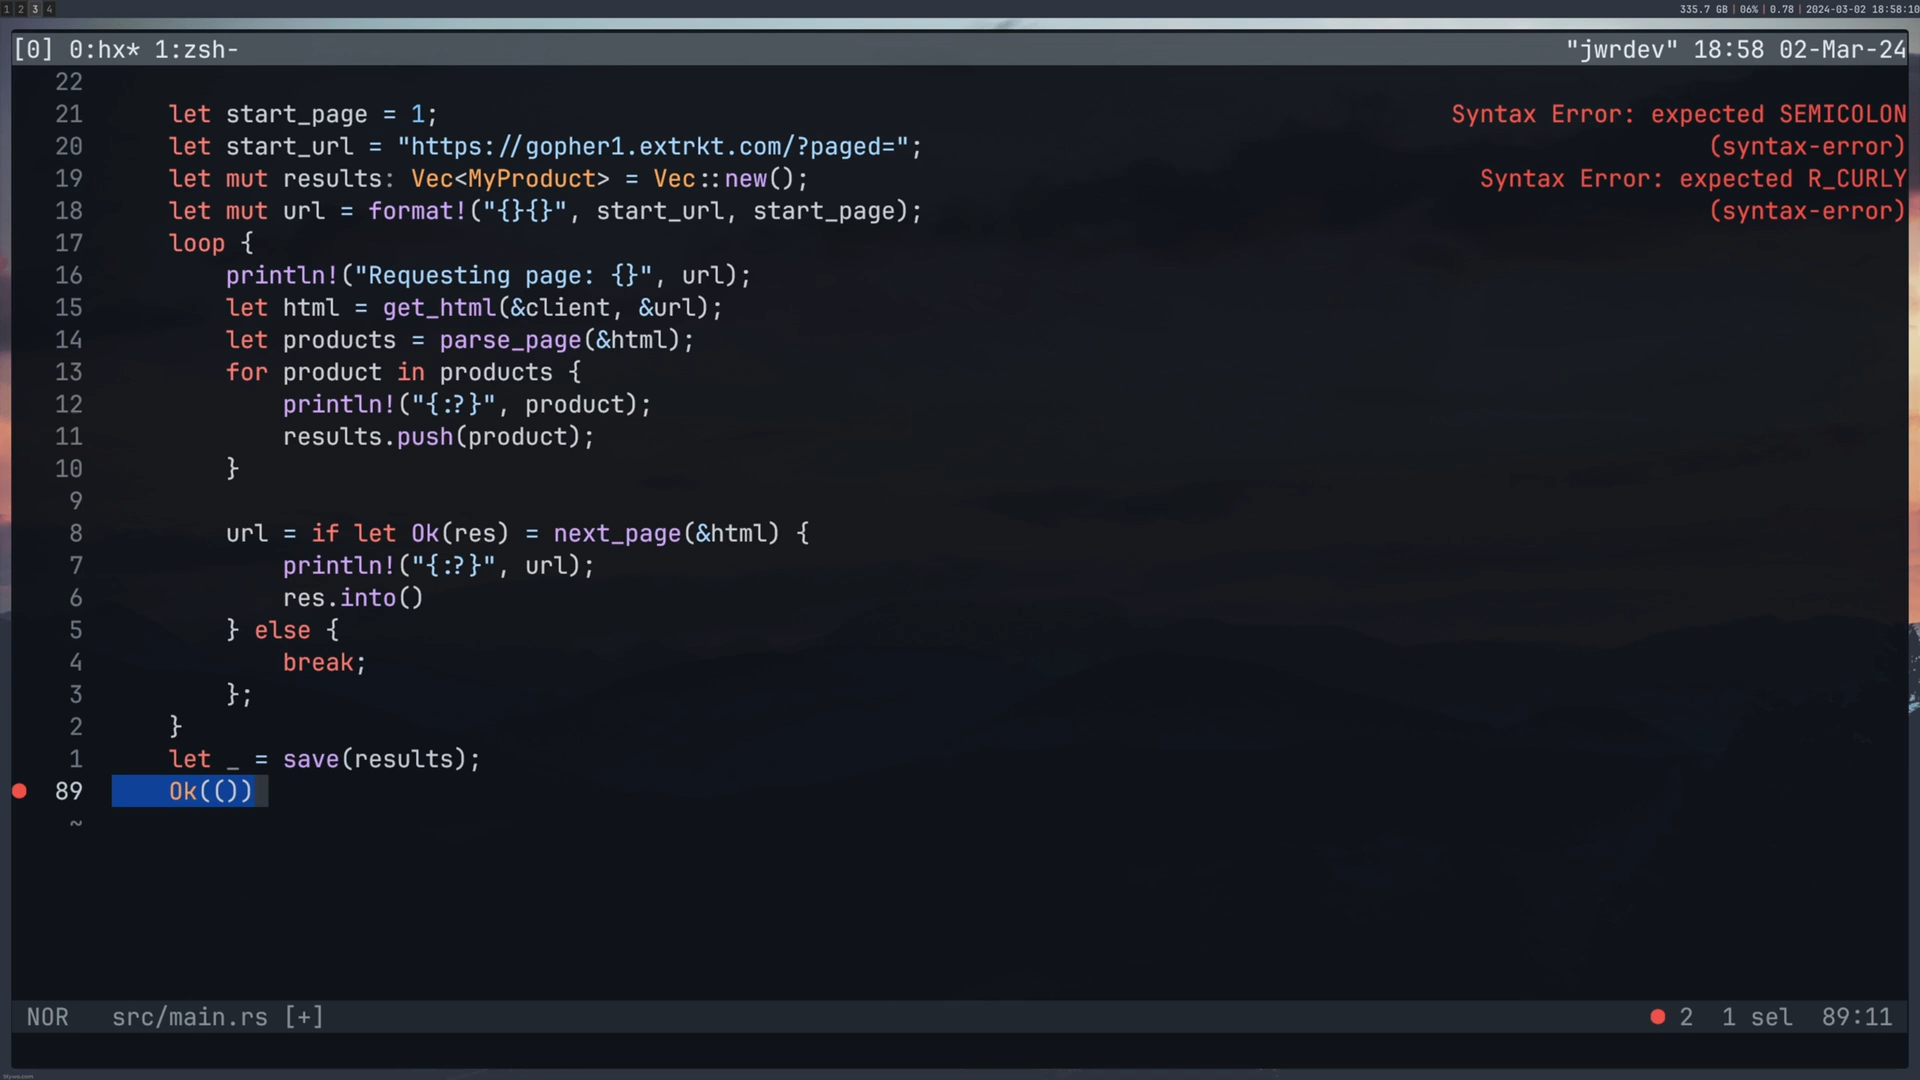 1 2 3 4
335.7 GB | 06% | 0.78 | 2024-03-02 18:58:10
[0] 0:hx* 1:zsh-
"jwrdev" 18:58 02-Mar-24
22
21 let start_page = 1;
Syntax Error: expected SEMICOLON
20 let start_url = "https://gopher1.extrkt.com/?paged=";
(syntax-error)
19 let mut results: Vec<MyProduct> = Vec::new();
Syntax Error: expected R_CURLY
18 let mut url = format!("{}{}", start_url, start_page);
(syntax-error)
17 loop {
16 println!("Requesting page: {}", url);
15 let html = get_html(&client, &url);
14 let products = parse_page(&html);
13 for product in products {
12 println!("{:?}", product);
11 results.push(product);
10 }
9
8 url = if let Ok(res) = next_page(&html) {
7 println!("{:?}", url);
6 res.into()
5 } else {
4 break;
3 };
2 }
1 let _ = save(results);
89 Ok(())
~
NOR src/main.rs [+]
2 1 sel 89:11